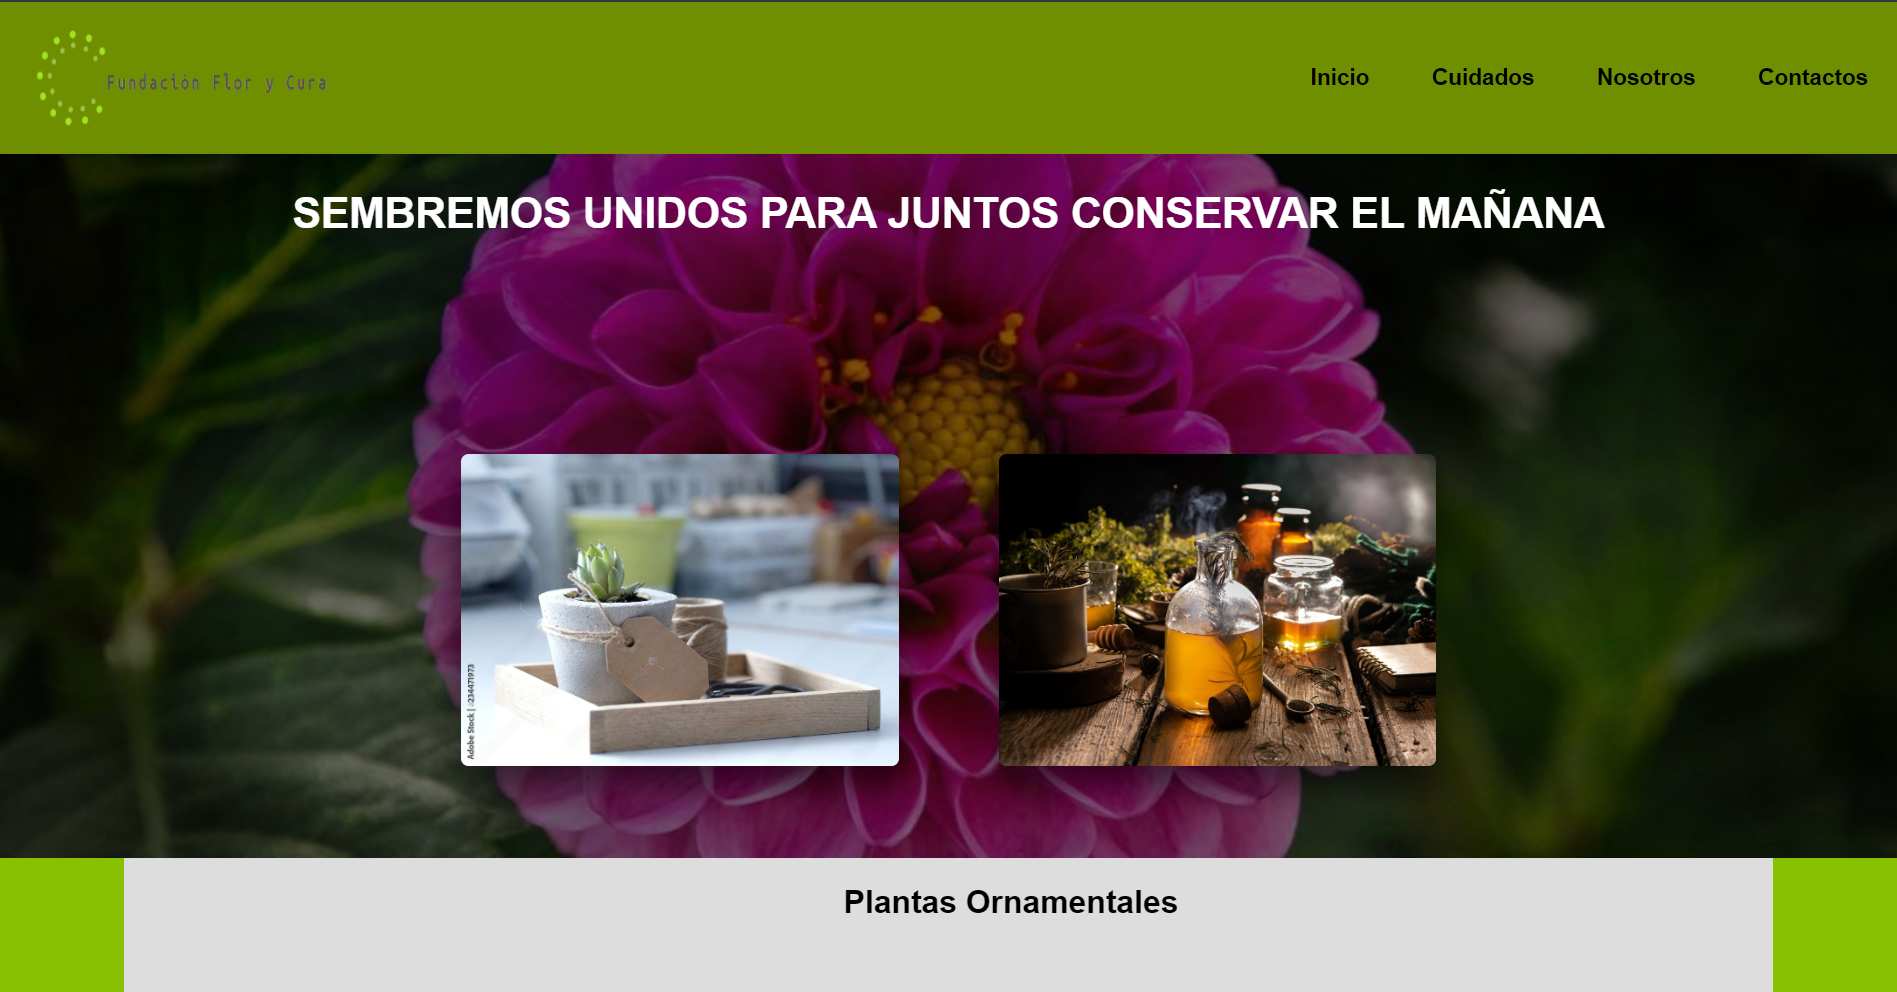 Fundación Flor y Cura
Inicio
Cuidados
Nosotros
Contactos
SEMBREMOS UNIDOS PARA JUNTOS CONSERVAR EL MAÑANA
Adobe Stock | #234471973
Plantas Ornamentales